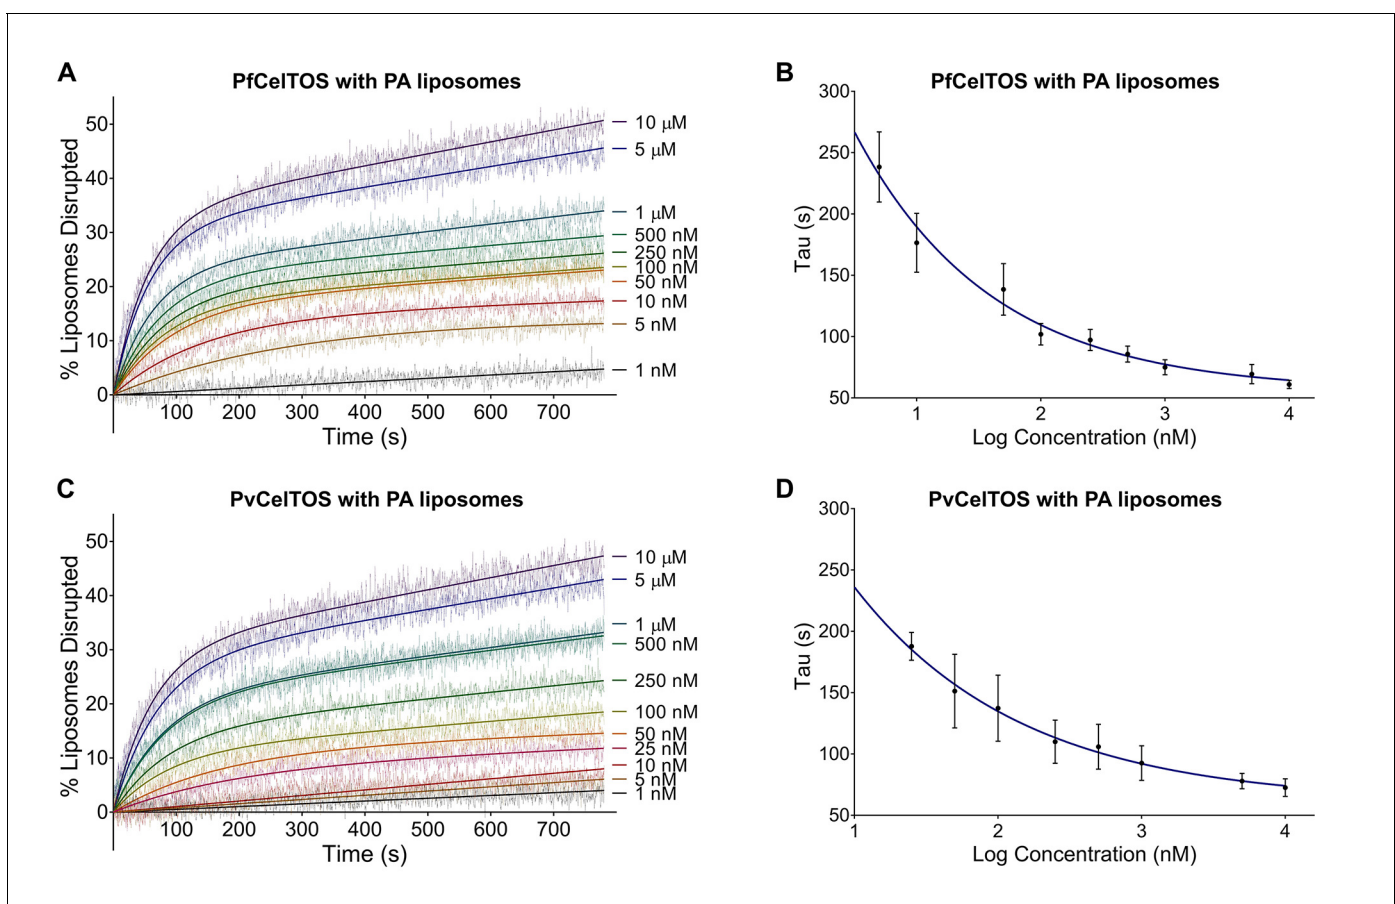 A
PfCelTOS with PA liposomes
% Liposomes Disrupted
50
40
30
20
10
0
100 200 300 400 500 600 700
Time (s)
10 μM
5 μM
1 μM
500 nM
250 nM
100 nM
50 nM
10 nM
5 nM
1 nM
B
PfCelTOS with PA liposomes
Tau (s)
300
250
200
150
100
50
1 2 3 4
Log Concentration (nM)
C
PvCelTOS with PA liposomes
% Liposomes Disrupted
50
40
30
20
10
0
100 200 300 400 500 600 700
Time (s)
10 μM
5 μM
1 μM
500 nM
250 nM
100 nM
50 nM
25 nM
10 nM
5 nM
1 nM
D
PvCelTOS with PA liposomes
Tau (s)
300
250
200
150
100
50
1 2 3 4
Log Concentration (nM)